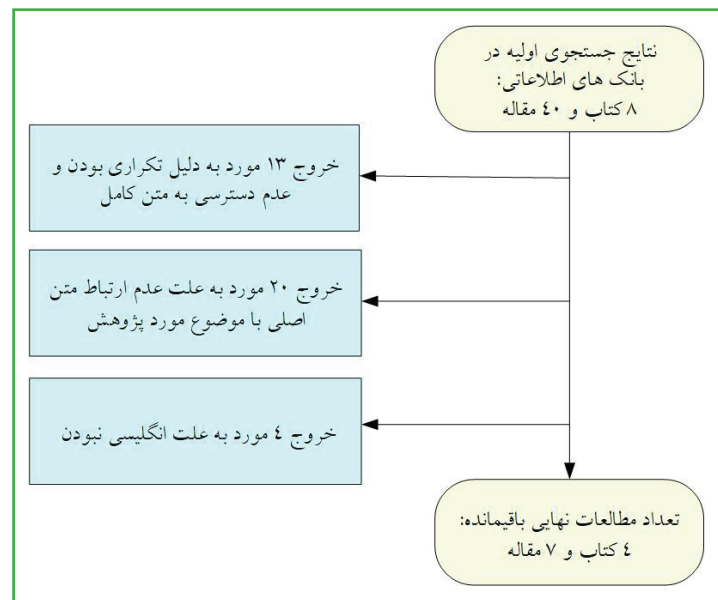 نتایج جستجوی اولیه در
بانک های اطلاعاتی:
۸ کتاب و ٤٠ مقاله
خروج ۱۳ مورد به دلیل تکراری بودن و
عدم دسترسی به متن کامل
خروج ۲۰ مورد به علت عدم ارتباط متن
اصلی با موضوع مورد پژوهش
خروج ٤ مورد به علت انگلیسی نبودن
تعداد مطالعات نهایی باقیمانده:
٤ کتاب و ۷ مقاله